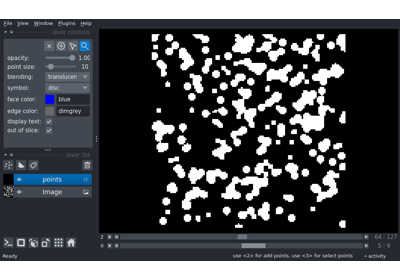 File View Window Plugins Help
layer controls
opacity: 1.00
point size: 10
blending: translucen
symbol: disc
face color: blue
edge color: dimgrey
display text:
out of slice:
layer list
points
Image
2 64 127
0 5 9
Ready use <2> for add points, use <3> for select points activity